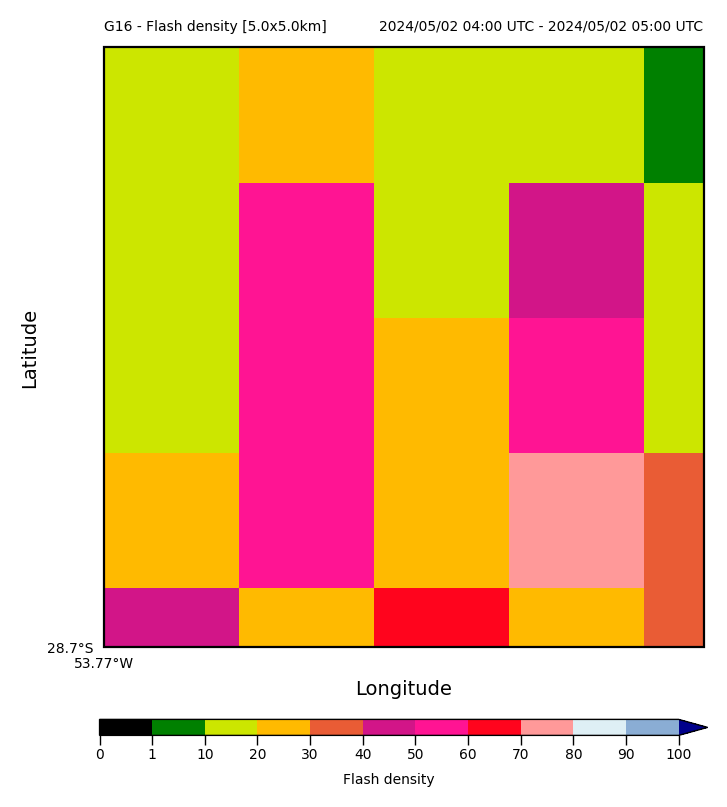 G16 - Flash density [5.0x5.0km] 2024/05/02 04:00 UTC - 2024/05/02 05:00 UTC
Latitude
28.7°S
53.77°W
Longitude
0 1 10 20 30 40 50 60 70 80 90 100
Flash density